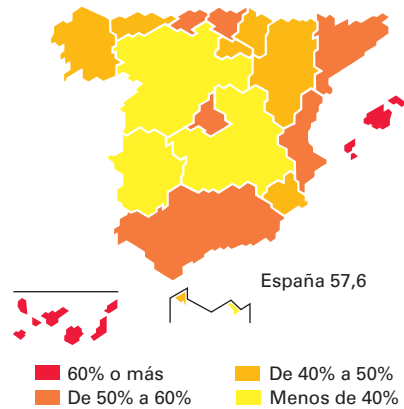 España 57,6
60% o más
De 40% a 50%
De 50% a 60%
Menos de 40%